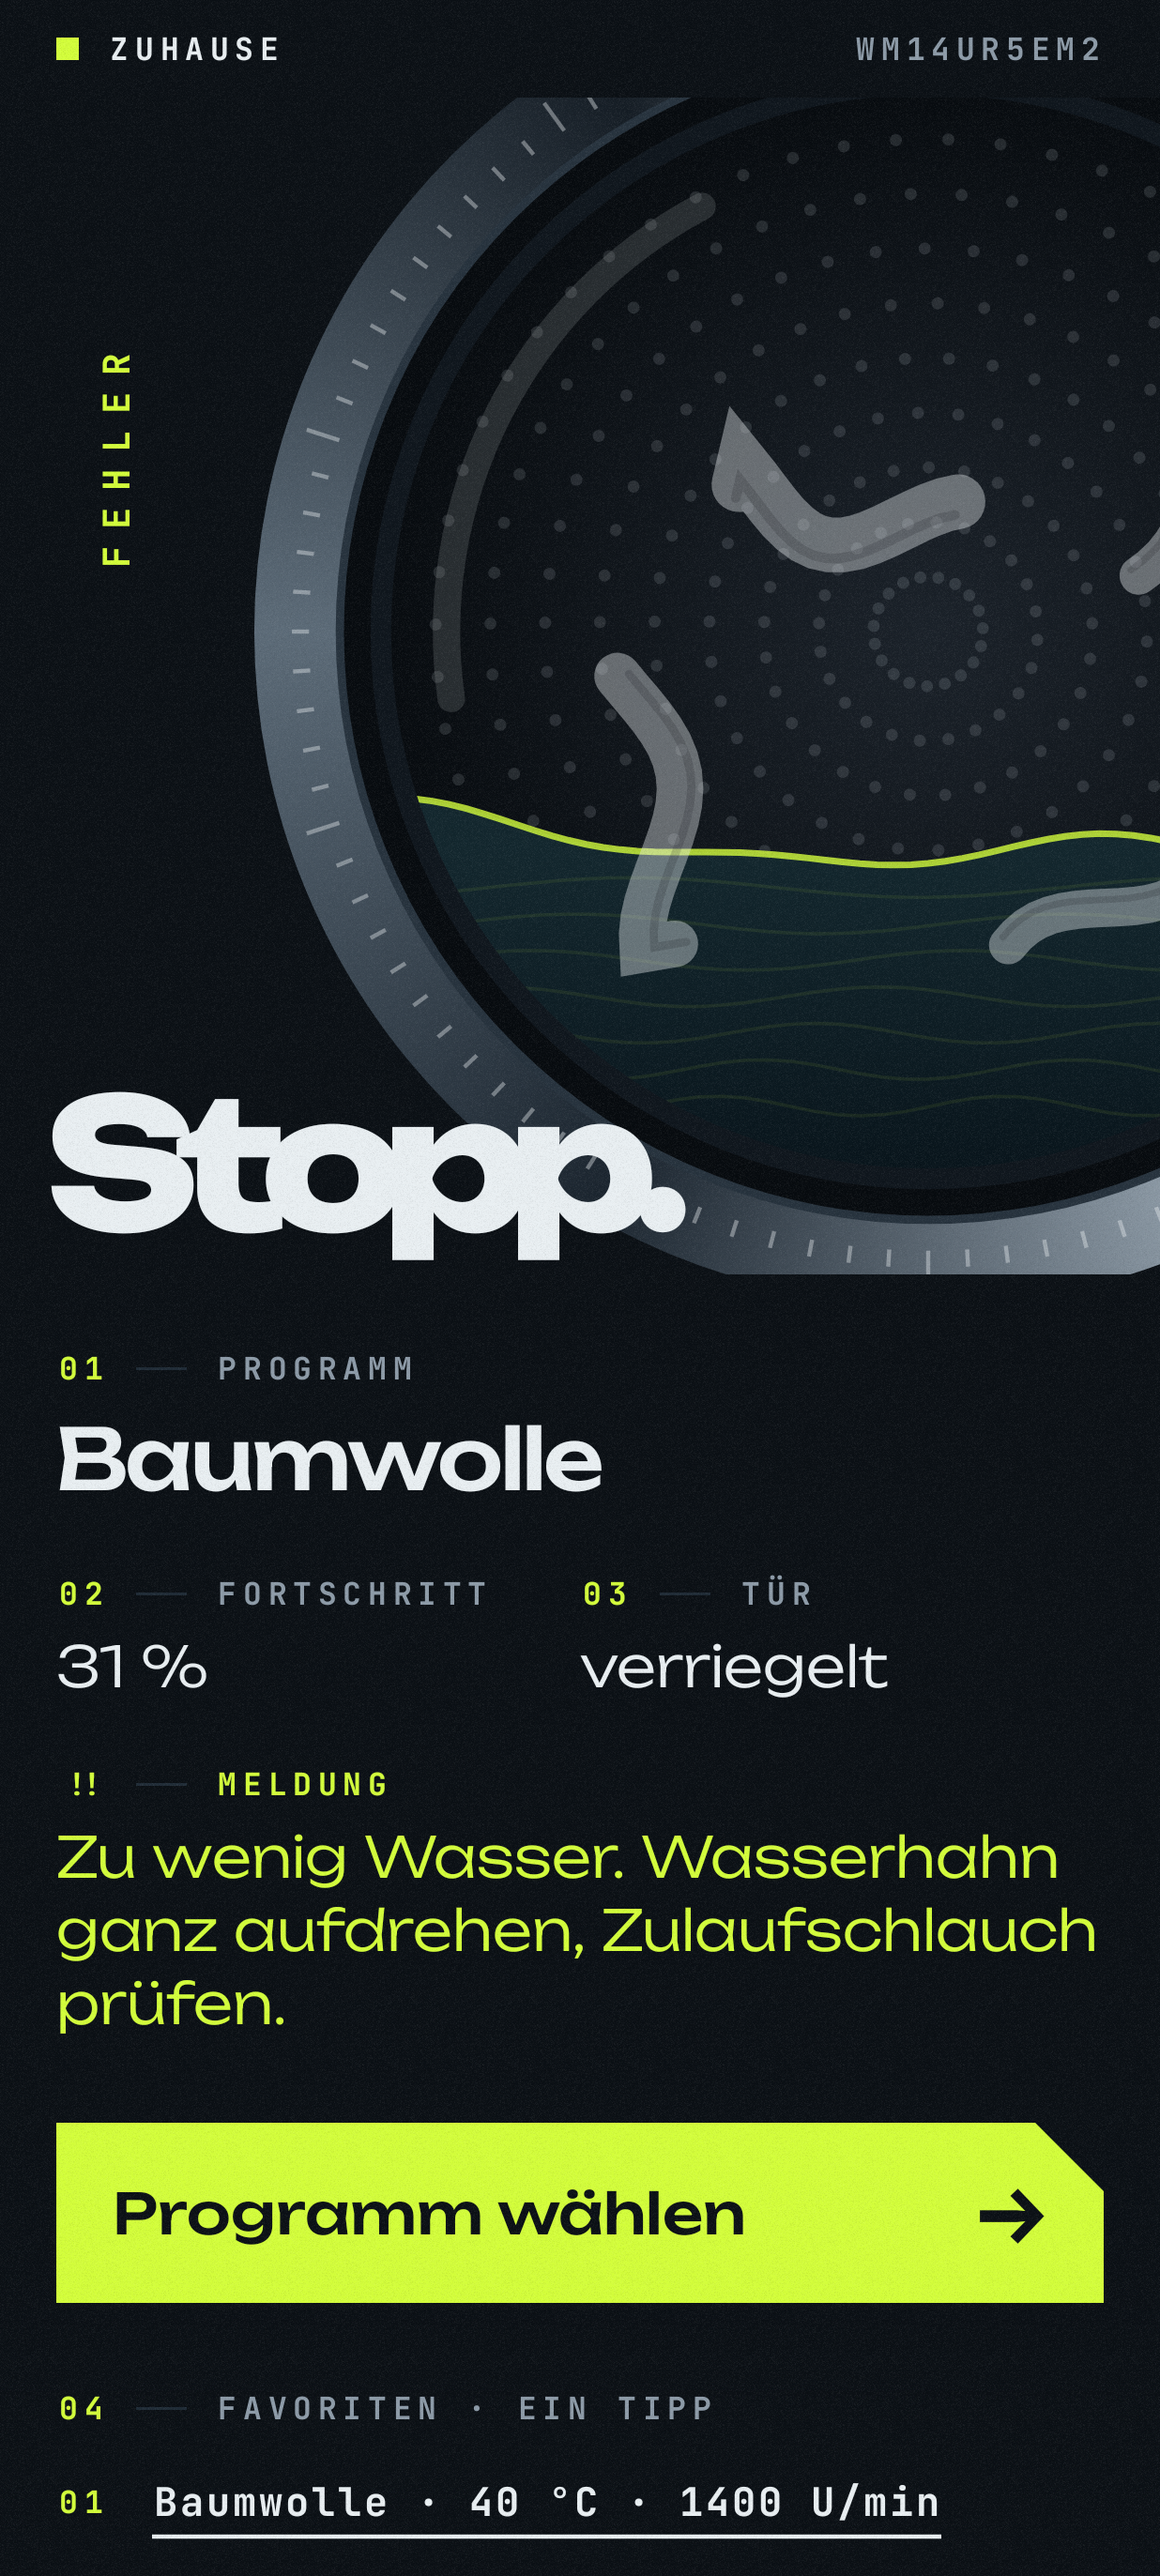 ZUHAUSE
WM14UR5EM2
FEHLER
Stopp.
01 — PROGRAMM
Baumwolle
02 — FORTSCHRITT
31 %
03 — TÜR
verriegelt
!! — MELDUNG
Zu wenig Wasser. Wasserhahn
ganz aufdrehen, Zulaufschlauch
prüfen.
Programm wählen →
04 — FAVORITEN · EIN TIPP
01 Baumwolle · 40 °C · 1400 U/min